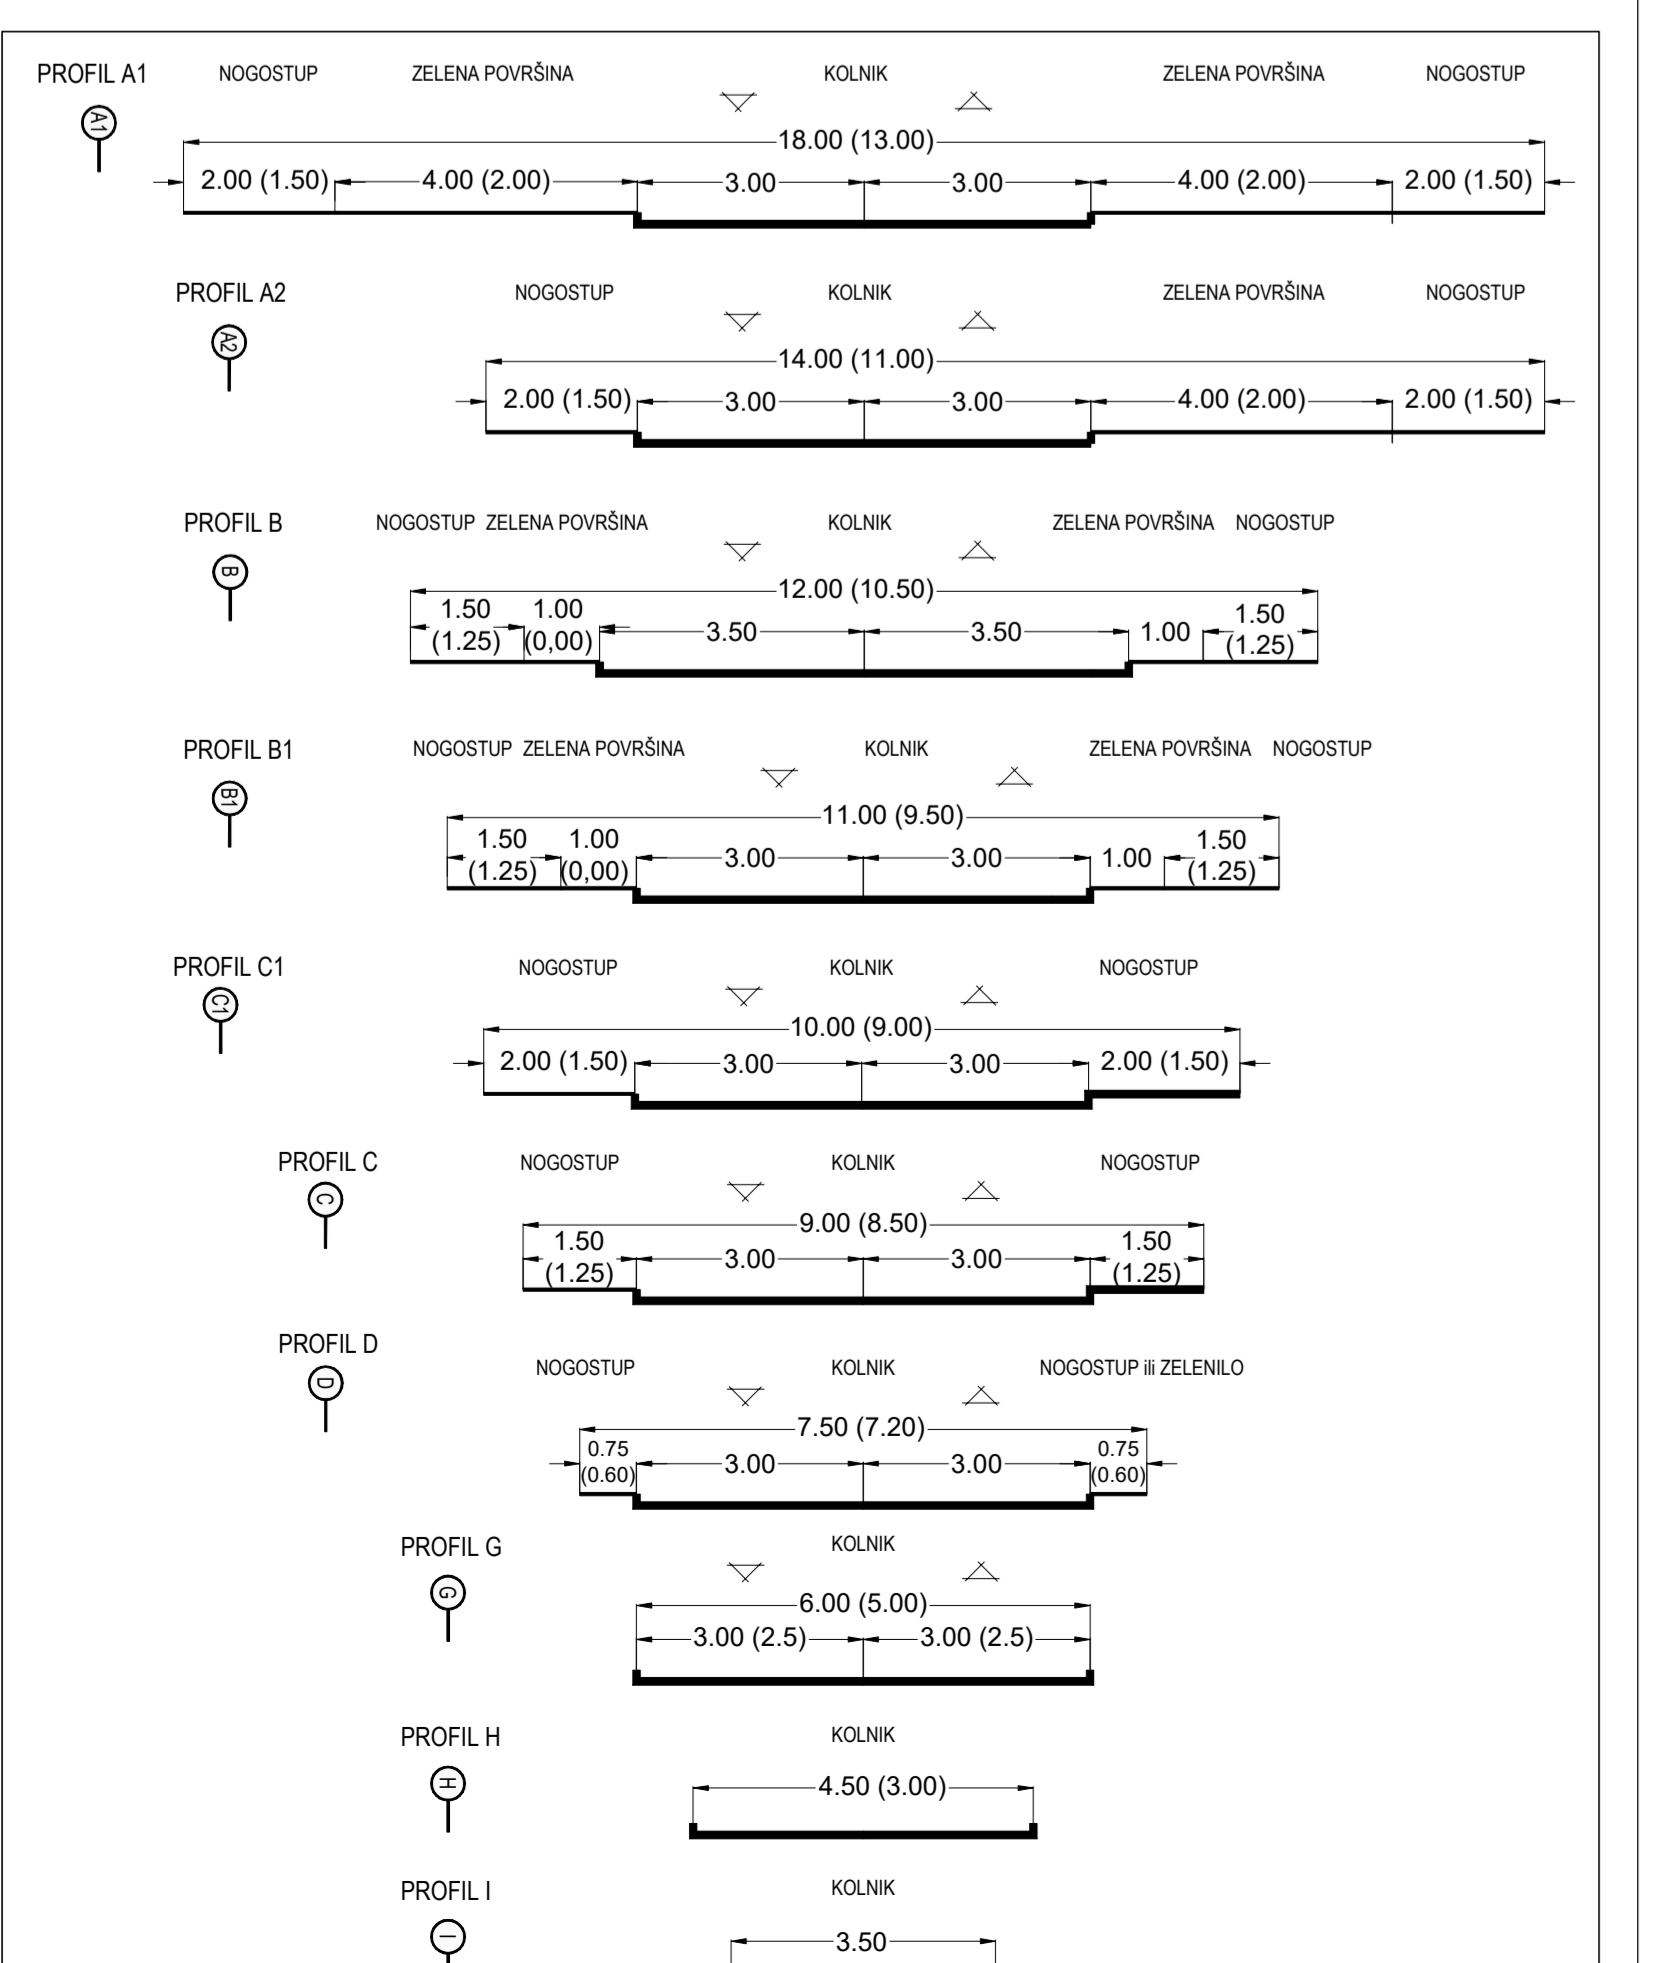 PROFIL A1 NOGOSTUP ZELENA POVRŠINA KOLNIK ZELENA POVRŠINA NOGOSTUP
A1
18.00 (13.00)
2.00 (1.50) 4.00 (2.00) 3.00 3.00 4.00 (2.00) 2.00 (1.50)
PROFIL A2 NOGOSTUP KOLNIK ZELENA POVRŠINA NOGOSTUP
A2
14.00 (11.00)
2.00 (1.50) 3.00 3.00 4.00 (2.00) 2.00 (1.50)
PROFIL B NOGOSTUP ZELENA POVRŠINA KOLNIK ZELENA POVRŠINA NOGOSTUP
B
12.00 (10.50)
1.50 1.00 1.50
(1.25) (0,00) 3.50 3.50 1.00 (1.25)
PROFIL B1 NOGOSTUP ZELENA POVRŠINA KOLNIK ZELENA POVRŠINA NOGOSTUP
B1
11.00 (9.50)
1.50 1.00 1.50
(1.25) (0,00) 3.00 3.00 1.00 (1.25)
PROFIL C1 NOGOSTUP KOLNIK NOGOSTUP
C1
10.00 (9.00)
2.00 (1.50) 3.00 3.00 2.00 (1.50)
PROFIL C NOGOSTUP KOLNIK NOGOSTUP
C
9.00 (8.50)
1.50 1.50
(1.25) 3.00 3.00 (1.25)
PROFIL D
NOGOSTUP KOLNIK NOGOSTUP ili ZELENILO
D
7.50 (7.20)
0.75 0.75
(0.60) 3.00 3.00 (0.60)
PROFIL G KOLNIK
G
6.00 (5.00)
3.00 (2.5) 3.00 (2.5)
PROFIL H KOLNIK
H
4.50 (3.00)
PROFIL I KOLNIK
I
3.50